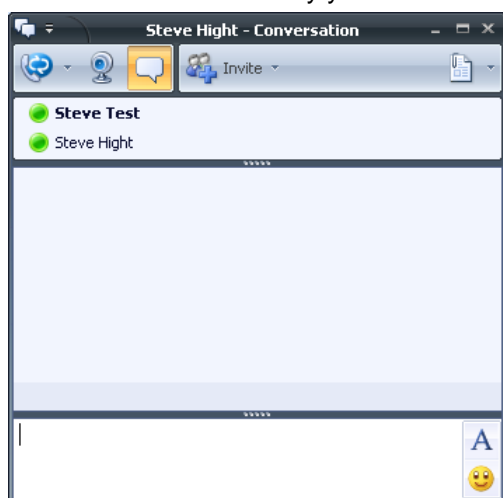 Steve Hight - Conversation
Invite
Steve Test
Steve Hight
A